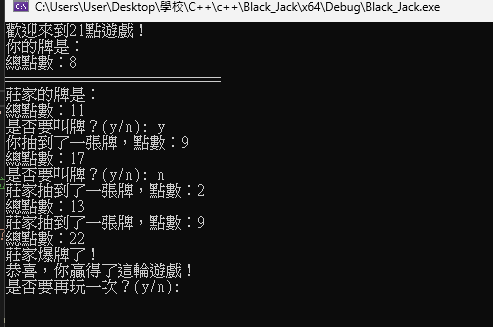 C:\Users\User\Desktop\學校\C++\c++\Black_Jack\x64\Debug\Black_Jack.exe
歡迎來到21點遊戲！
你的牌是：
總點數：8
==============================
莊家的牌是：
總點數：11
是否要叫牌？(y/n): y
你抽到了一張牌，點數：9
總點數：17
是否要叫牌？(y/n): n
莊家抽到了一張牌，點數：2
總點數：13
莊家抽到了一張牌，點數：9
總點數：22
莊家爆牌了！
恭喜，你贏得了這輪遊戲！
是否要再玩一次？(y/n):